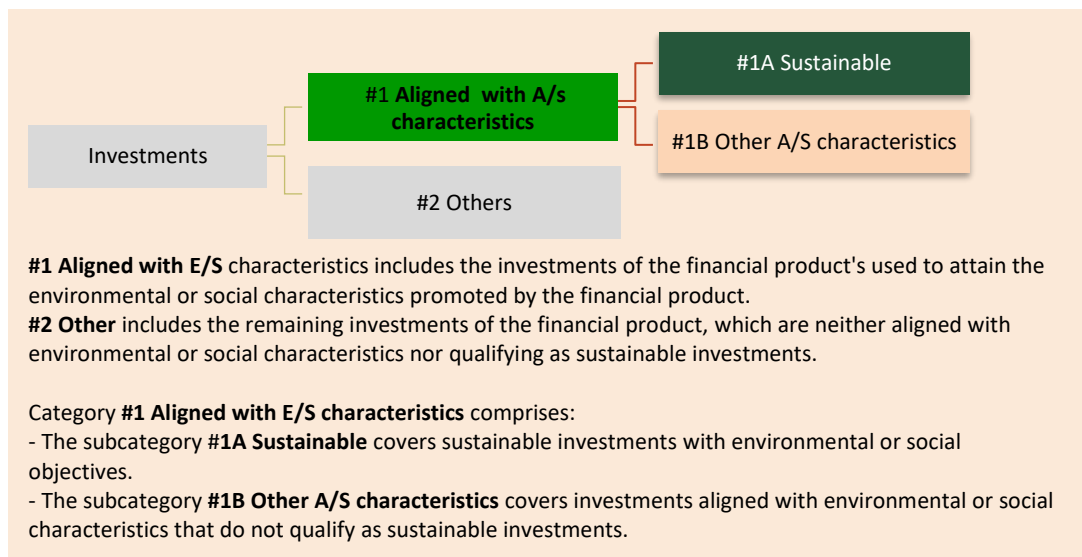 #1A Sustainable
#1 Aligned with A/s
characteristics
#1B Other A/S characteristics
Investments
#2 Others
#1 Aligned with E/S characteristics includes the investments of the financial product's used to attain the
environmental or social characteristics promoted by the financial product.
#2 Other includes the remaining investments of the financial product, which are neither aligned with
environmental or social characteristics nor qualifying as sustainable investments.
Category #1 Aligned with E/S characteristics comprises:
- The subcategory #1A Sustainable covers sustainable investments with environmental or social
objectives.
- The subcategory #1B Other A/S characteristics covers investments aligned with environmental or social
characteristics that do not qualify as sustainable investments.